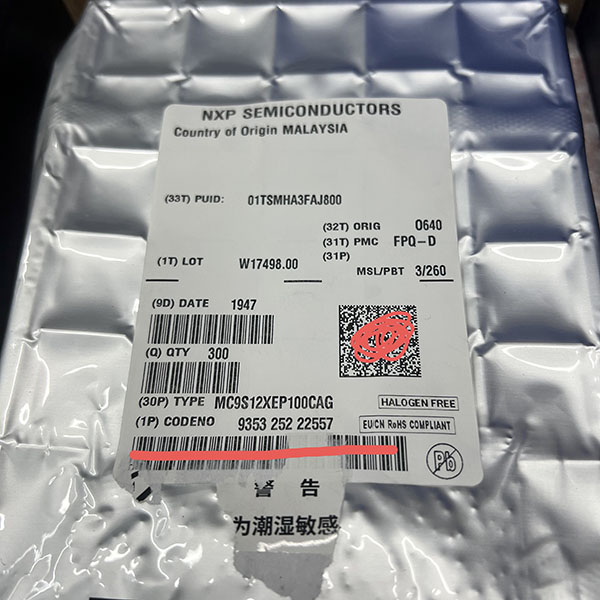 NXP SEMICONDUCTORS
Country of Origin MALAYSIA
(33T) PUID: 01TSMHA3FAJ800
(32T) ORIG 0640
(31T) PMC FPQ-D
(31P)
(1T) LOT W17498.00
MSL/PBT 3/260
(9D) DATE 1947
(Q) QTY 300
(30P) TYPE MC9S12XEP100CAG
HALOGEN FREE
(1P) CODENO 9353 252 22557
EU/CN RoHS COMPLIANT
Pb
警 告
为潮湿敏感